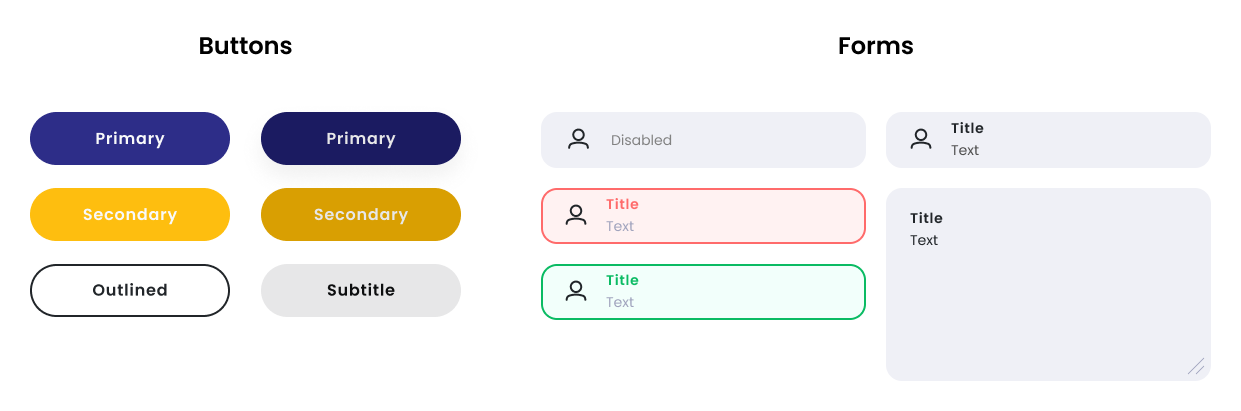 Buttons
Primary
Primary
Secondary
Secondary
Outlined
Subtitle
Forms
Disabled
Title
Text
Title
Text
Title
Text
Title
Text